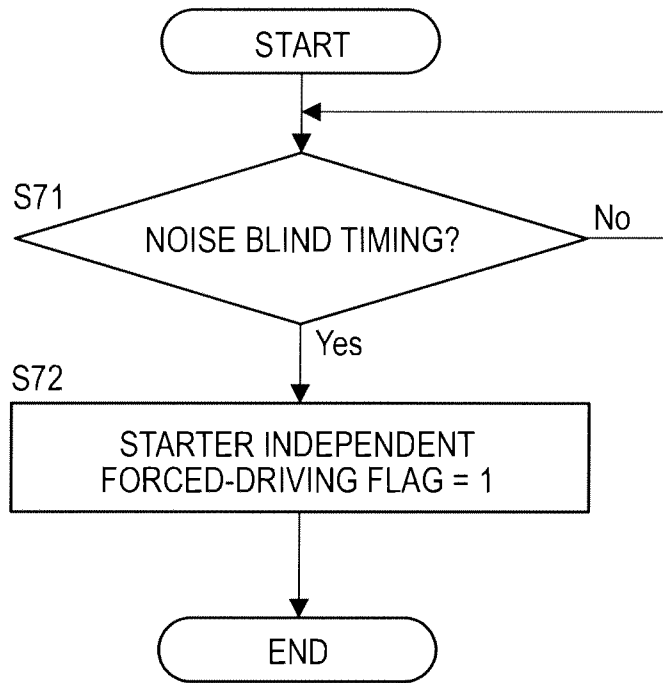 START
S71
NOISE BLIND TIMING?
No
Yes
S72
STARTER INDEPENDENT
FORCED-DRIVING FLAG = 1
END